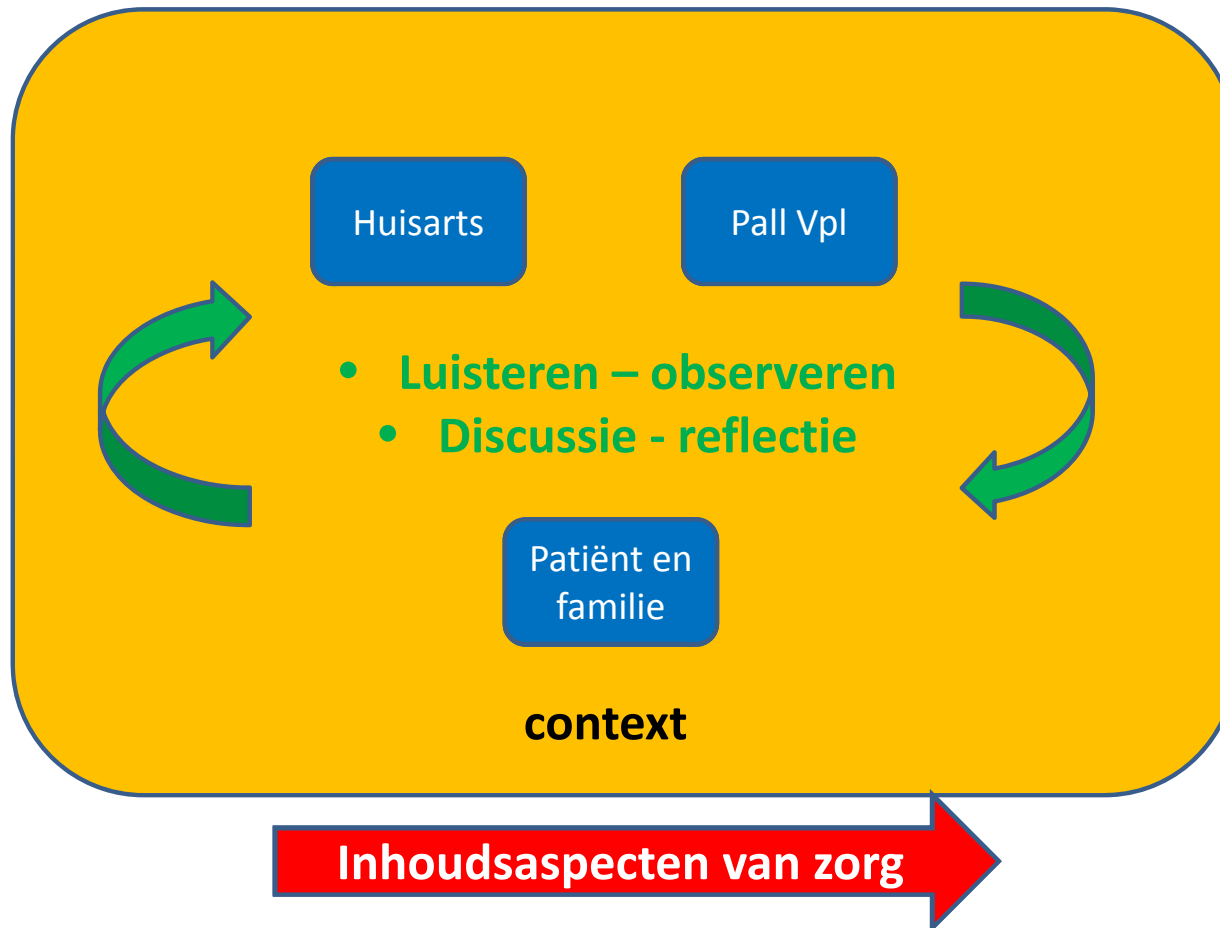 Huisarts
Pall Vpl
• Luisteren – observeren
• Discussie - reflectie
Patiënt en
familie
context
Inhoudsaspecten van zorg